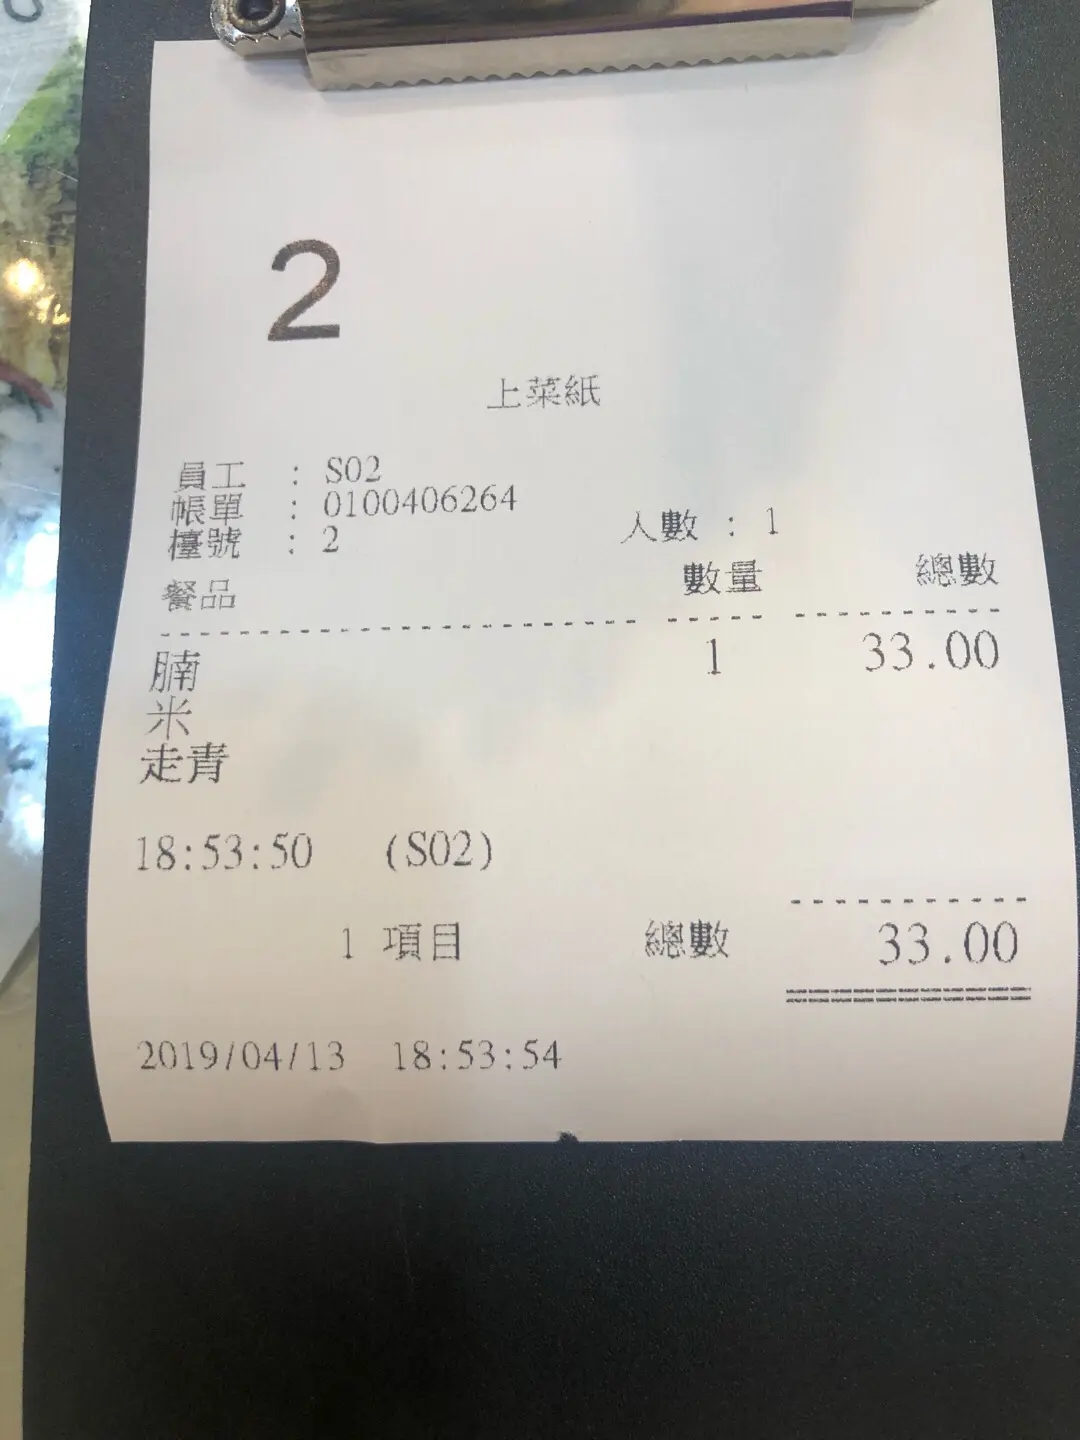 2
上菜紙
員工 : S02
帳單 : 0100406264
檯號 : 2 人數 : 1
餐品 數量 總數
腩 1 33.00
米
走青
18:53:50 (S02)
1 項目 總數 33.00
2019/04/13 18:53:54